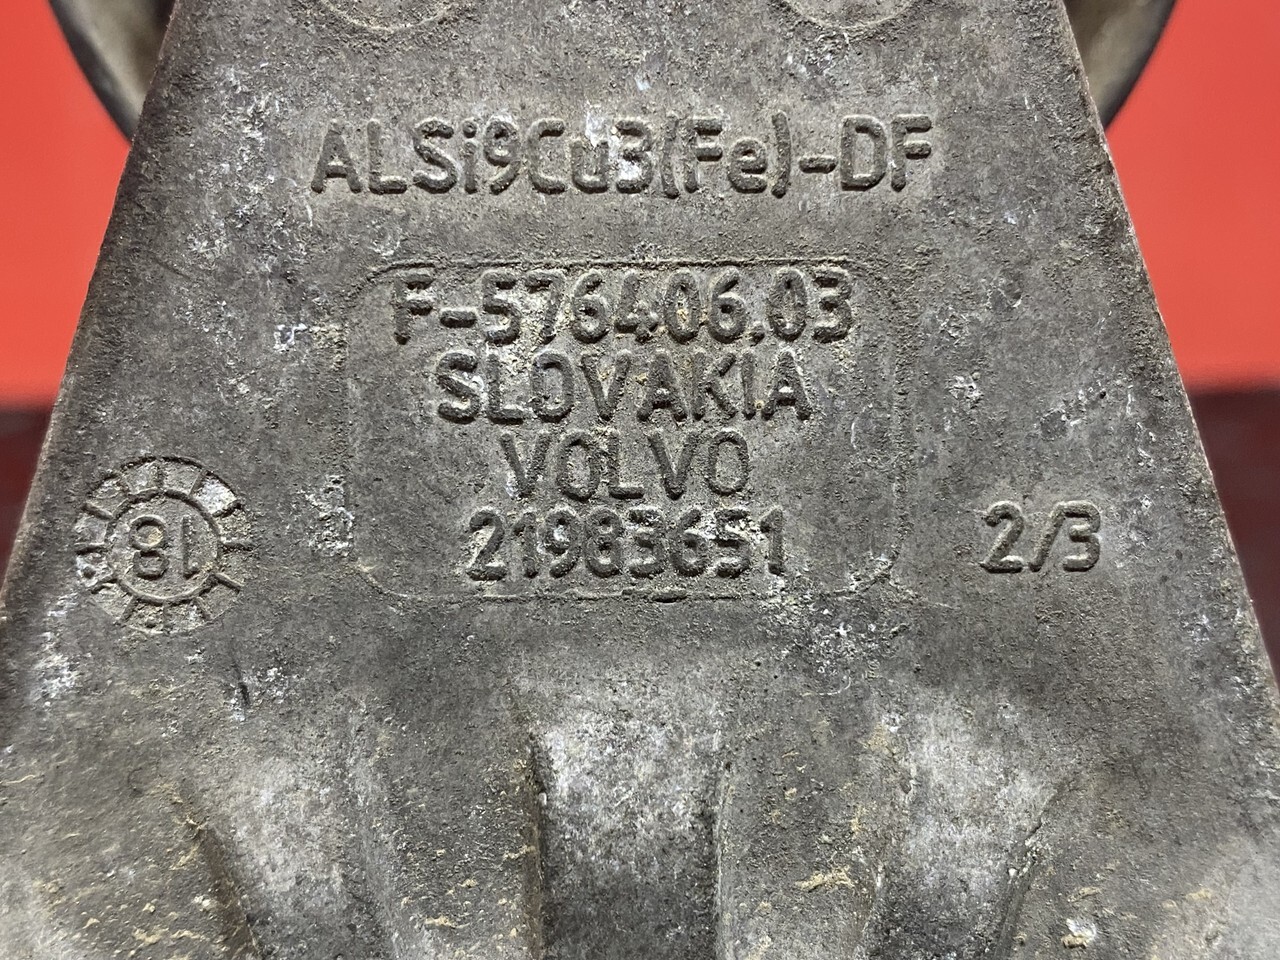 ALSi9Cu3(Fe)-DF
F-576406.03
SLOVAKIA
VOLVO
21983651
18
2/3